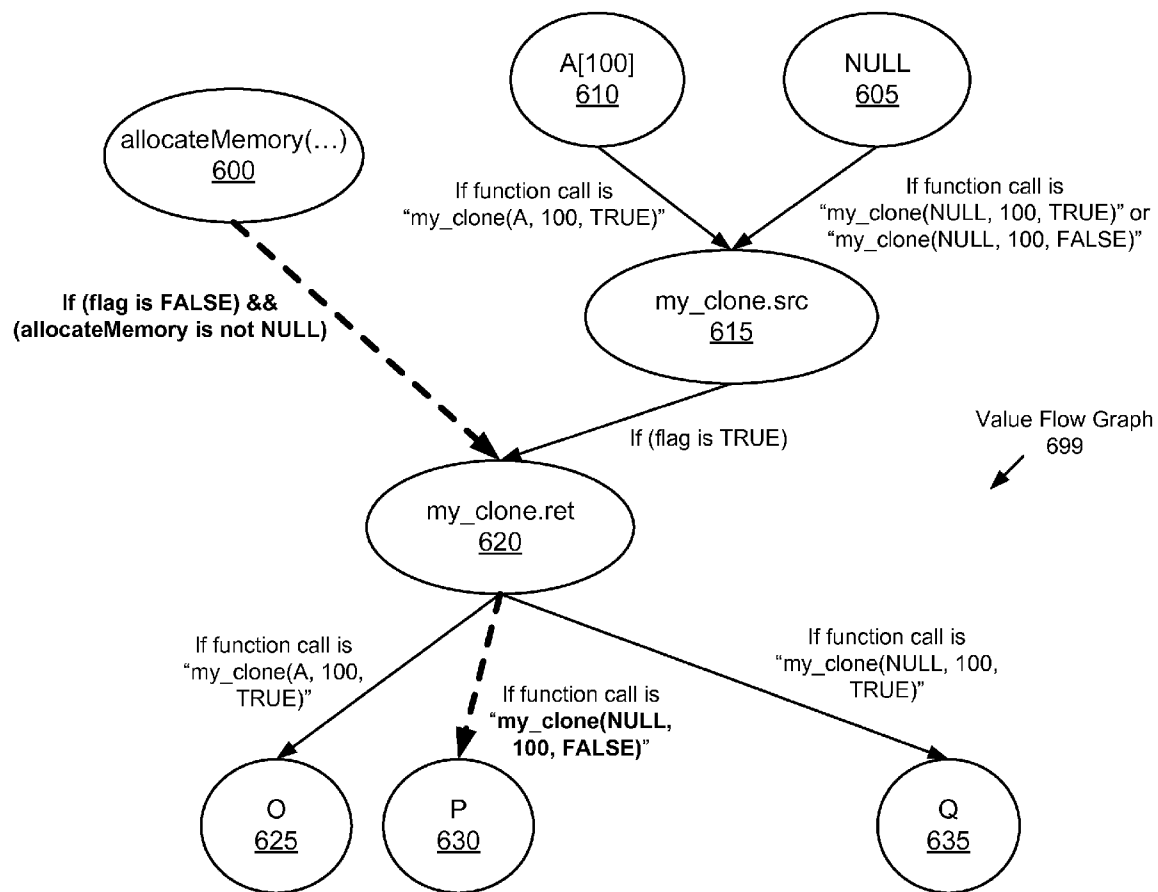 A[100]
610
NULL
605
allocateMemory(…)
600
If function call is
“my_clone(A, 100, TRUE)”
If function call is
“my_clone(NULL, 100, TRUE)” or
“my_clone(NULL, 100, FALSE)”
If (flag is FALSE) &&
(allocateMemory is not NULL)
my_clone.src
615
If (flag is TRUE)
Value Flow Graph
699
my_clone.ret
620
If function call is
“my_clone(A, 100,
TRUE)”
If function call is
“my_clone(NULL,
100, FALSE)”
If function call is
“my_clone(NULL, 100,
TRUE)”
O
625
P
630
Q
635